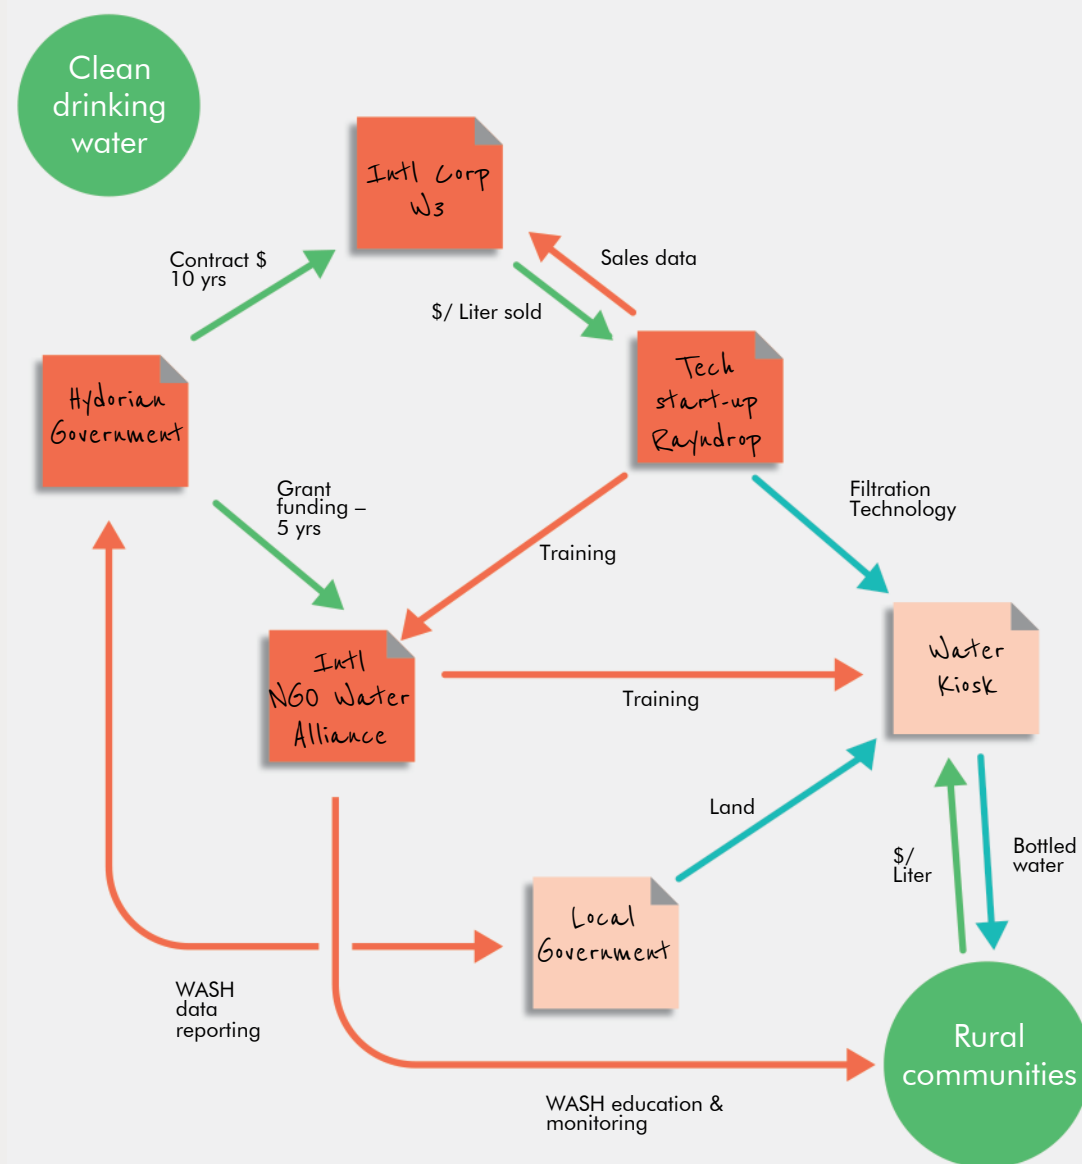 Clean
drinking
water
Intl Corp
W3
Contract $
10 yrs
Sales data
$/ Liter sold
Hydorian
Government
Tech
start-up
Rayndrop
Grant
funding –
5 yrs
Filtration
Technology
Training
Intl
NGO Water
Alliance
Training
Water
Kiosk
Land
$/
Liter
Bottled
water
Local
Government
WASH
data
reporting
Rural
communities
WASH education &
monitoring